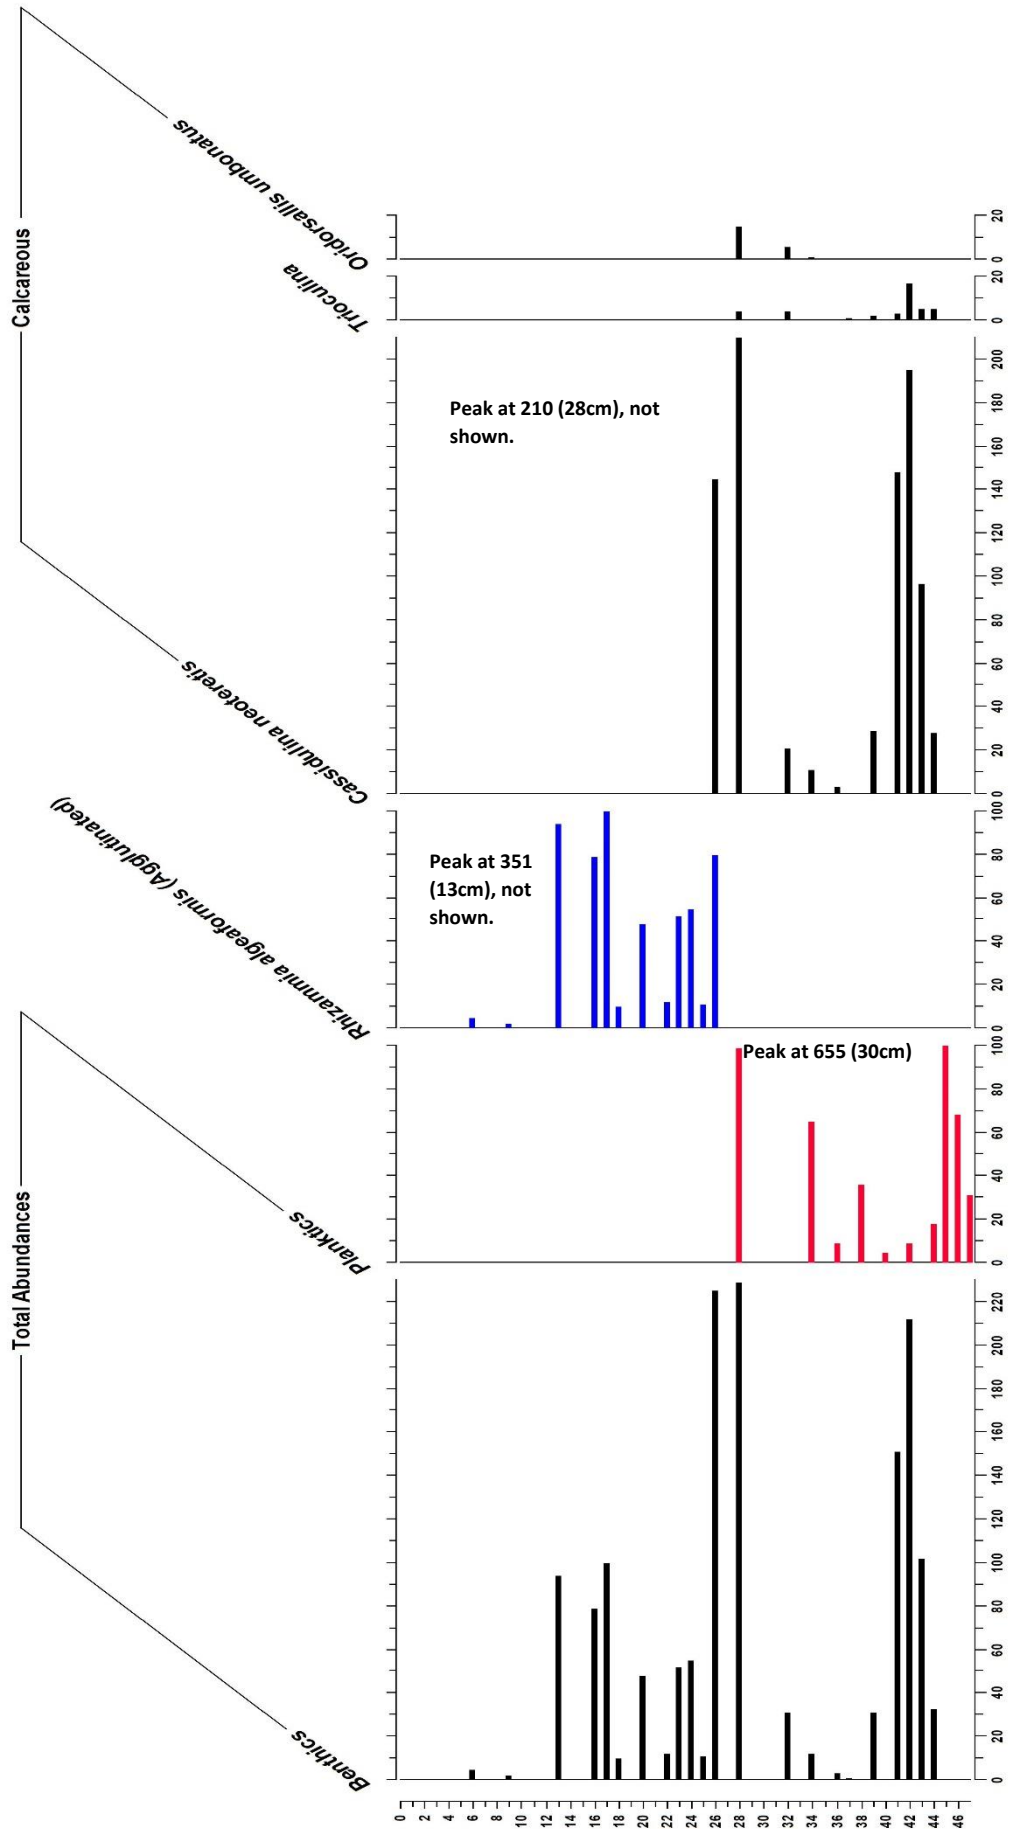 Calcareous
Oridorsallis umbonatus
Trioculina
Cassidulina neoteretis
Rhizammia algeaformis (Agglutinated)
Total Abundances
Planktics
Benthics
0 20
0 20
Peak at 210 (28cm), not
shown.
0 20 40 60 80 100 120 140 160 180 200
Peak at 351
(13cm), not
shown.
0 20 40 60 80 100
Peak at 655 (30cm)
0 20 40 60 80 100
0 20 40 60 80 100 120 140 160 180 200 220
0 2 4 6 8 10 12 14 16 18 20 22 24 26 28 30 32 34 36 38 40 42 44 46